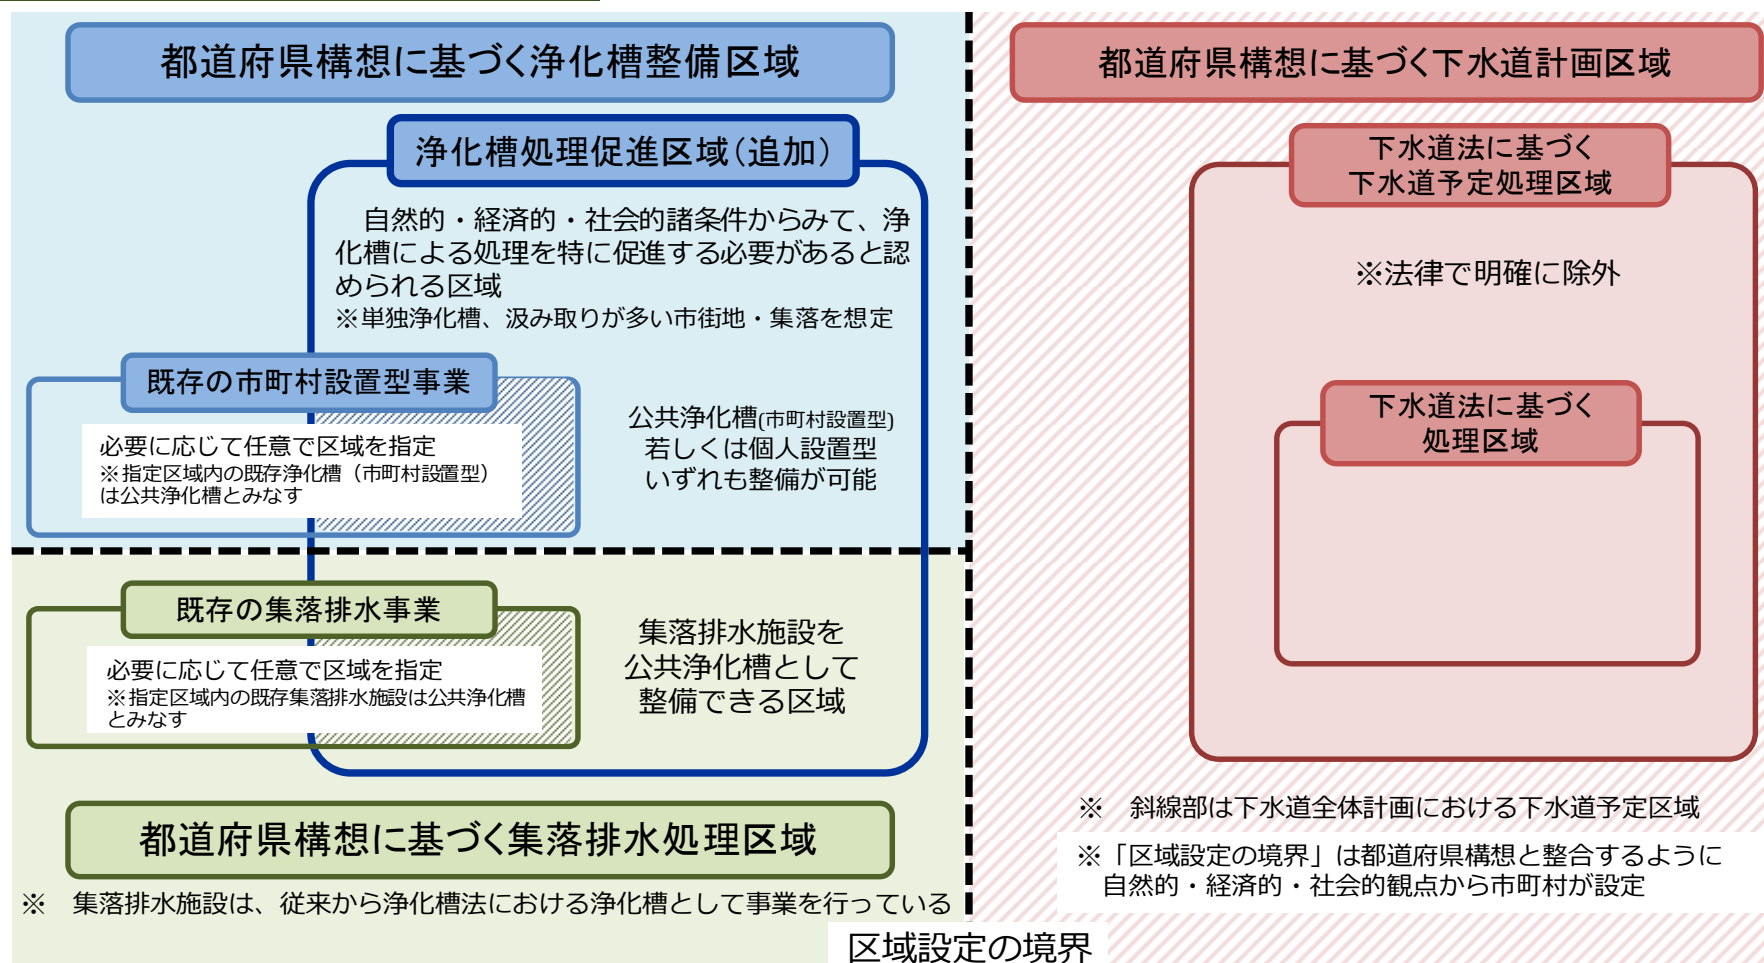 都道府県構想に基づく浄化槽整備区域
浄化槽処理促進区域（追加）
自然的・経済的・社会的諸条件からみて、浄
化槽による処理を特に促進する必要があると認
められる区域
※単独浄化槽、汲み取りが多い市街地・集落を想定
既存の市町村設置型事業
必要に応じて任意で区域を指定
※指定区域内の既存浄化槽（市町村設置型）
は公共浄化槽とみなす
公共浄化槽(市町村設置型)
若しくは個人設置型
いずれも整備が可能
既存の集落排水事業
必要に応じて任意で区域を指定
※指定区域内の既存集落排水施設は公共浄化槽
とみなす
集落排水施設を
公共浄化槽として
整備できる区域
都道府県構想に基づく集落排水処理区域
※　集落排水施設は、従来から浄化槽法における浄化槽として事業を行っている
都道府県構想に基づく下水道計画区域
下水道法に基づく
下水道予定処理区域
※法律で明確に除外
下水道法に基づく
処理区域
※　斜線部は下水道全体計画における下水道予定区域
※「区域設定の境界」は都道府県構想と整合するように
自然的・経済的・社会的観点から市町村が設定
区域設定の境界